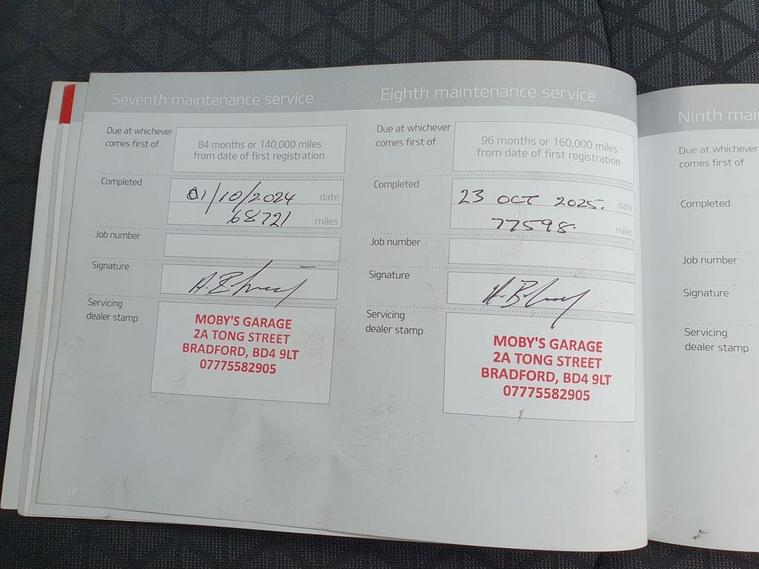 Seventh maintenance service
Due at whichever
comes first of
84 months or 140,000 miles
from date of first registration
Completed
01/10/2024 date
68721 miles
Job number
Signature
Servicing
dealer stamp
MOBY'S GARAGE
2A TONG STREET
BRADFORD, BD4 9LT
07775582905
Eighth maintenance service
Due at whichever
comes first of
96 months or 160,000 miles
from date of first registration
Completed
23 OCT 2025. date
77598. miles
Job number
Signature
Servicing
dealer stamp
MOBY'S GARAGE
2A TONG STREET
BRADFORD, BD4 9LT
07775582905
Ninth mai
Due at whichever
comes first of
Completed
Job number
Signature
Servicing
dealer stamp